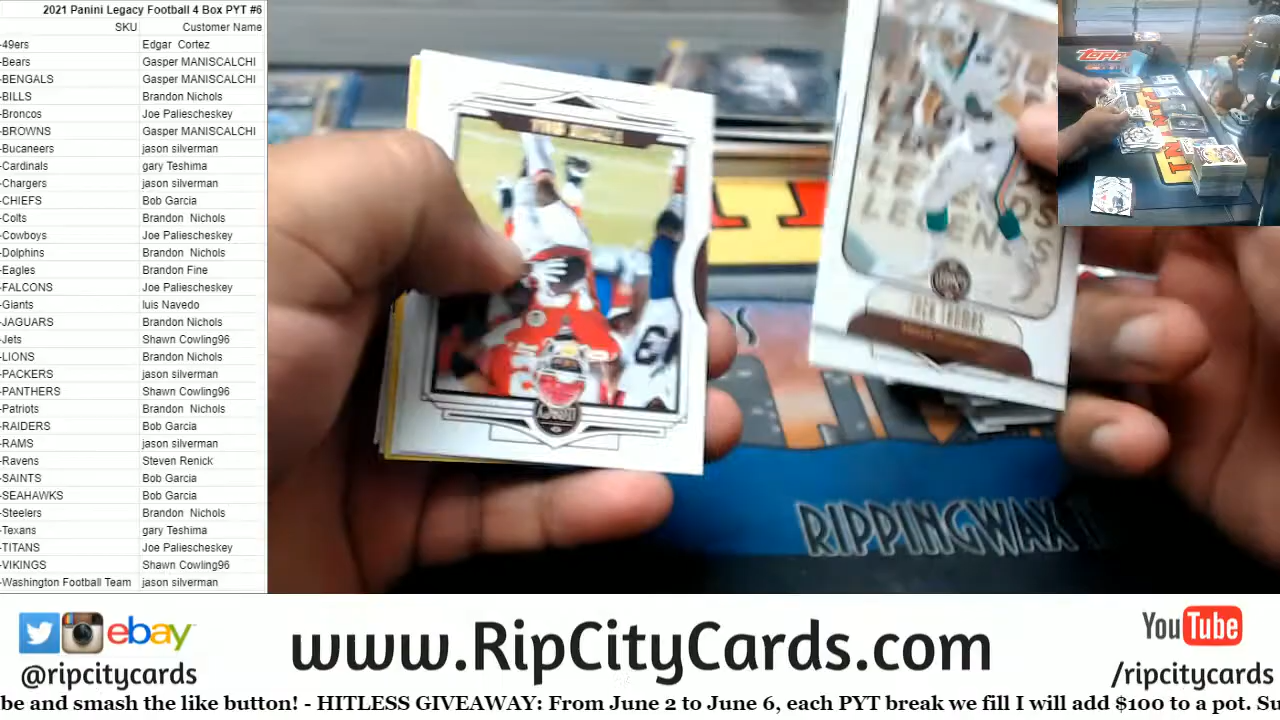 2021 Panini Legacy Football 4 Box PYT #6
SKU Customer Name
-49ers Edgar Cortez
-Bears Gasper MANISCALCHI
-BENGALS Gasper MANISCALCHI
-BILLS Brandon Nichols
-Broncos Joe Paliescheskey
-BROWNS Gasper MANISCALCHI
-Bucaneers jason silverman
-Cardinals gary Teshima
-Chargers jason silverman
-CHIEFS Bob Garcia
-Colts Brandon Nichols
-Cowboys Joe Paliescheskey
-Dolphins Brandon Nichols
-Eagles Brandon Fine
-FALCONS Joe Paliescheskey
-Giants luis Navedo
-JAGUARS Brandon Nichols
-Jets Shawn Cowling96
-LIONS Brandon Nichols
-PACKERS jason silverman
-PANTHERS Shawn Cowling96
-Patriots Brandon Nichols
-RAIDERS Bob Garcia
-RAMS jason silverman
-Ravens Steven Renick
-SAINTS Bob Garcia
-SEAHAWKS Bob Garcia
-Steelers Brandon Nichols
-Texans gary Teshima
-TITANS Joe Paliescheskey
-VIKINGS Shawn Cowling96
-Washington Football Team jason silverman
LEGENDS
LEGENDS
ZACH THOMAS
Topps
RIPPINGWAX
ebay
@ripcitycards
www.RipCityCards.com
YouTube
/ripcitycards
be and smash the like button! - HITLESS GIVEAWAY: From June 2 to June 6, each PYT break we fill I will add $100 to a pot. Su